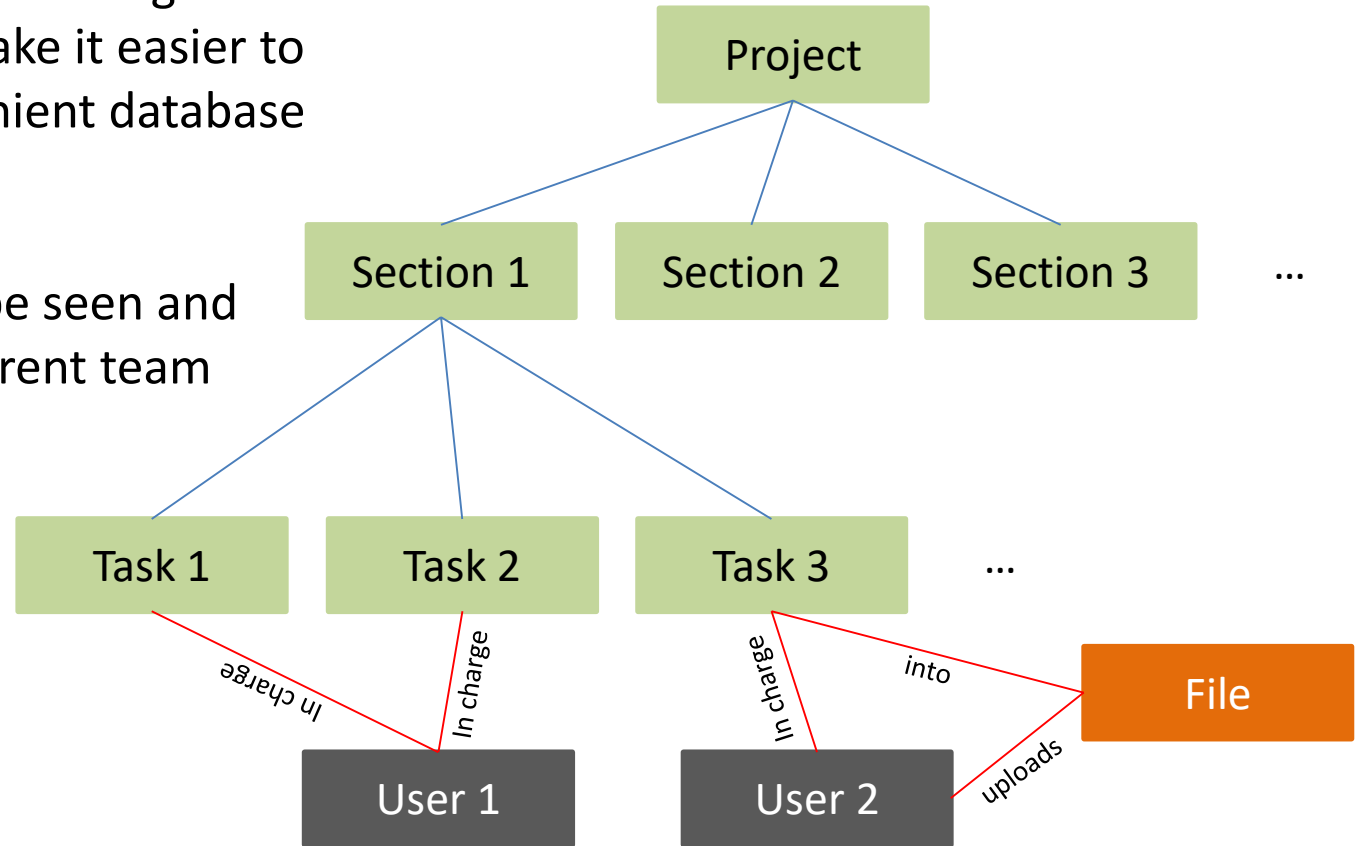 ake it easier to
nient database
Project
Section 1
Section 2
Section 3
...
be seen and
rent team
Task 1
Task 2
Task 3
...
In charge
In charge
In charge
into
File
uploads
User 1
User 2